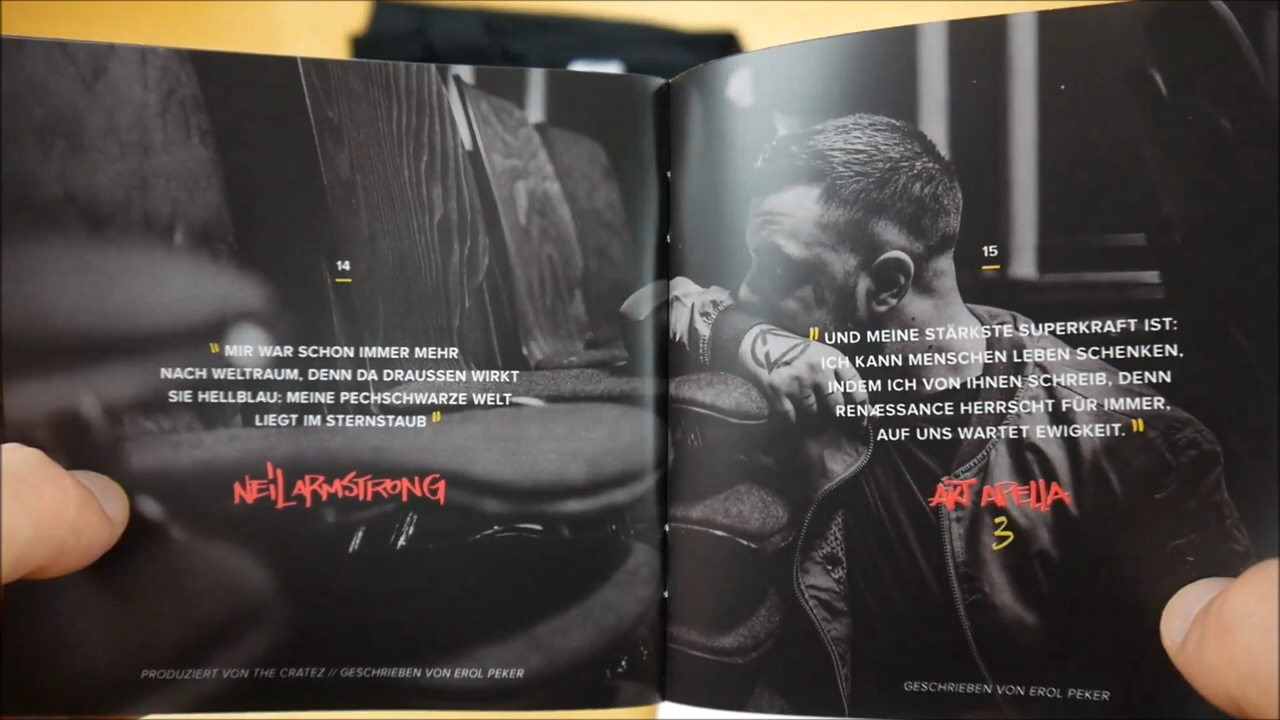 14
" MIR WAR SCHON IMMER MEHR
NACH WELTRAUM, DENN DA DRAUSSEN WIRKT
SIE HELLBLAU: MEINE PECHSCHWARZE WELT
LIEGT IM STERNSTAUB "
NEIL ARMSTRONG
PRODUZIERT VON THE CRATEZ // GESCHRIEBEN VON EROL PEKER
15
" UND MEINE STÄRKSTE SUPERKRAFT IST:
ICH KANN MENSCHEN LEBEN SCHENKEN,
INDEM ICH VON IHNEN SCHREIB, DENN
RENÆSSANCE HERRSCHT FÜR IMMER,
AUF UNS WARTET EWIGKEIT. "
ART APELLA
3
GESCHRIEBEN VON EROL PEKER